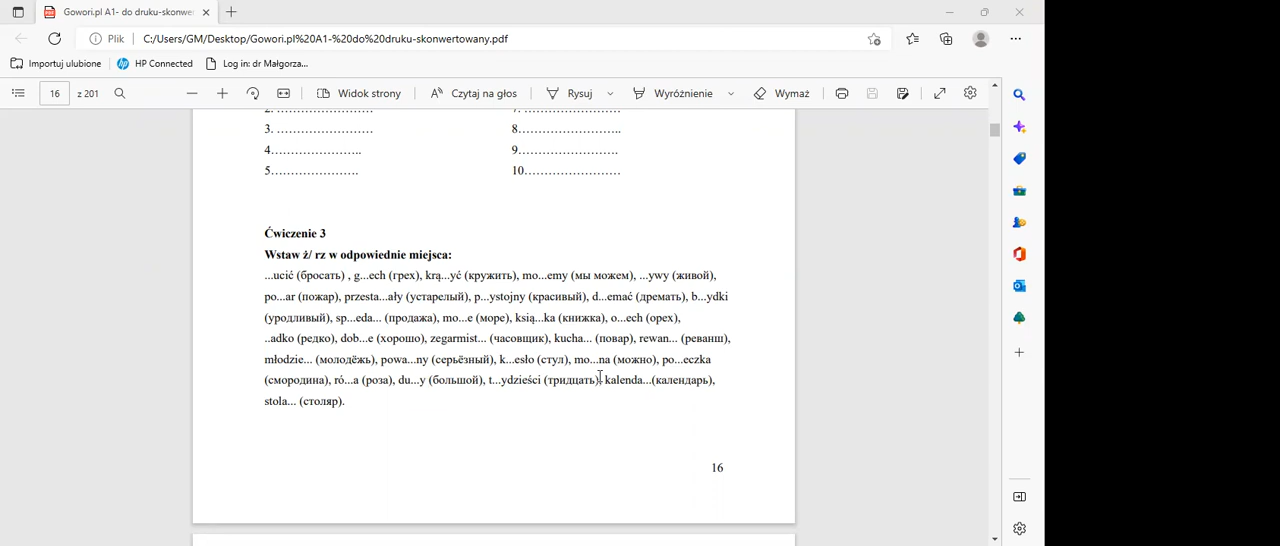 Gowori.pl A1- do druku-skonwer
Plik
C:/Users/GM/Desktop/Gowori.pl%20A1-%20do%20druku-skonwertowany.pdf
Importuj ulubione HP Connected Log in: dr Małgorza...
16 z 201 Widok strony Czytaj na głos Rysuj Wyróżnienie Wymaż
3. …………………… 8……………………..
4………………….. 9…………………….
5…………………. 10……………………
Ćwiczenie 3
Wstaw ż/ rz w odpowiednie miejsca:
...ucić (бросать) , g...ech (грех), krą...yć (кружить), mo...emy (мы можем), ...ywy (живой),
po...ar (пожар), przesta...ały (устарелый), p...ystojny (красивый), d...emać (дремать), b...ydki
(уродливый), sp...eda... (продажа), mo...e (море), ksią...ka (книжка), o...ech (орех),
..adko (редко), dob...e (хорошо), zegarmist... (часовщик), kucha... (повар), rewan... (реванш),
młodzie... (молодёжь), powa...ny (серьёзный), k...esło (стул), mo...na (можно), po...eczka
(смородина), ró...a (роза), du...y (большой), t...ydzieści (тридцать), kalenda...(календарь),
stola... (столяр).
16